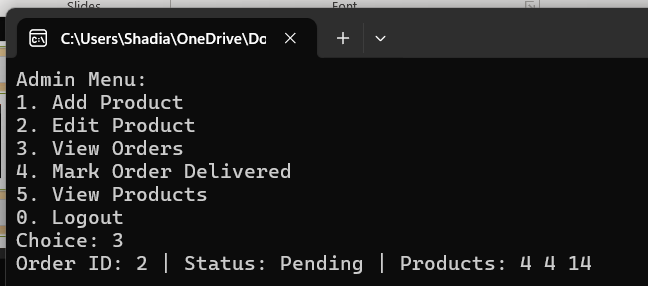 Slides
Font
C:\Users\Shadia\OneDrive\Do
Admin Menu:
1. Add Product
2. Edit Product
3. View Orders
4. Mark Order Delivered
5. View Products
0. Logout
Choice: 3
Order ID: 2 | Status: Pending | Products: 4 4 14